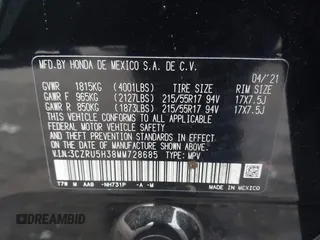 MFD.BY HONDA DE MEXICO S.A. DE C.V.
04/'21
GVWR 1815KG (4001LBS) TIRE SIZE RIM SIZE
GAWR F 965KG (2127LBS) 215/55R17 94V 17X7.5J
GAWR R 850KG (1873LBS) 215/55R17 94V 17X7.5J
THIS VEHICLE CONFORMS TO ALL APPLICABLE
FEDERAL MOTOR VEHICLE SAFETY
AND THEFT PREVENTION STANDARDS IN EFFECT ON
THE DATE OF MANUFACTURE SHOWN ABOVE.
V.I.N:3CZRU5H38MM728685 TYPE: MPV
T7# M AAB -NH731P -A -M
MADE IN MEXICO
DREAMBID